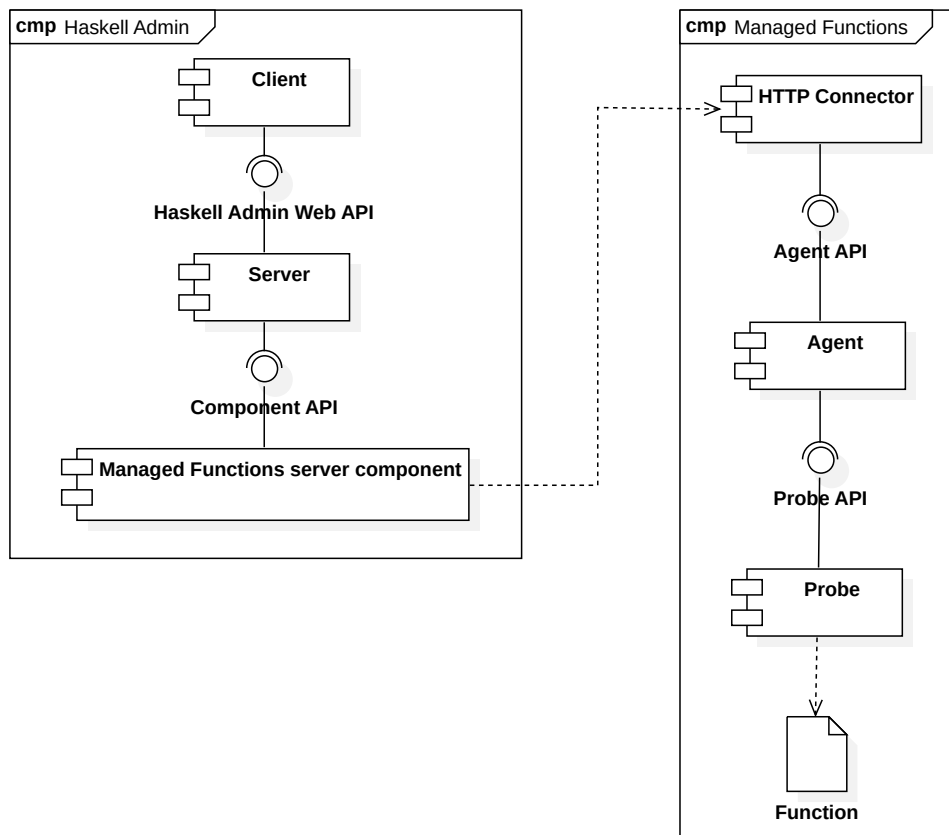 cmp Haskell Admin
Client
Haskell Admin Web API
Server
Component API
Managed Functions server component
cmp Managed Functions
HTTP Connector
Agent API
Agent
Probe API
Probe
Function